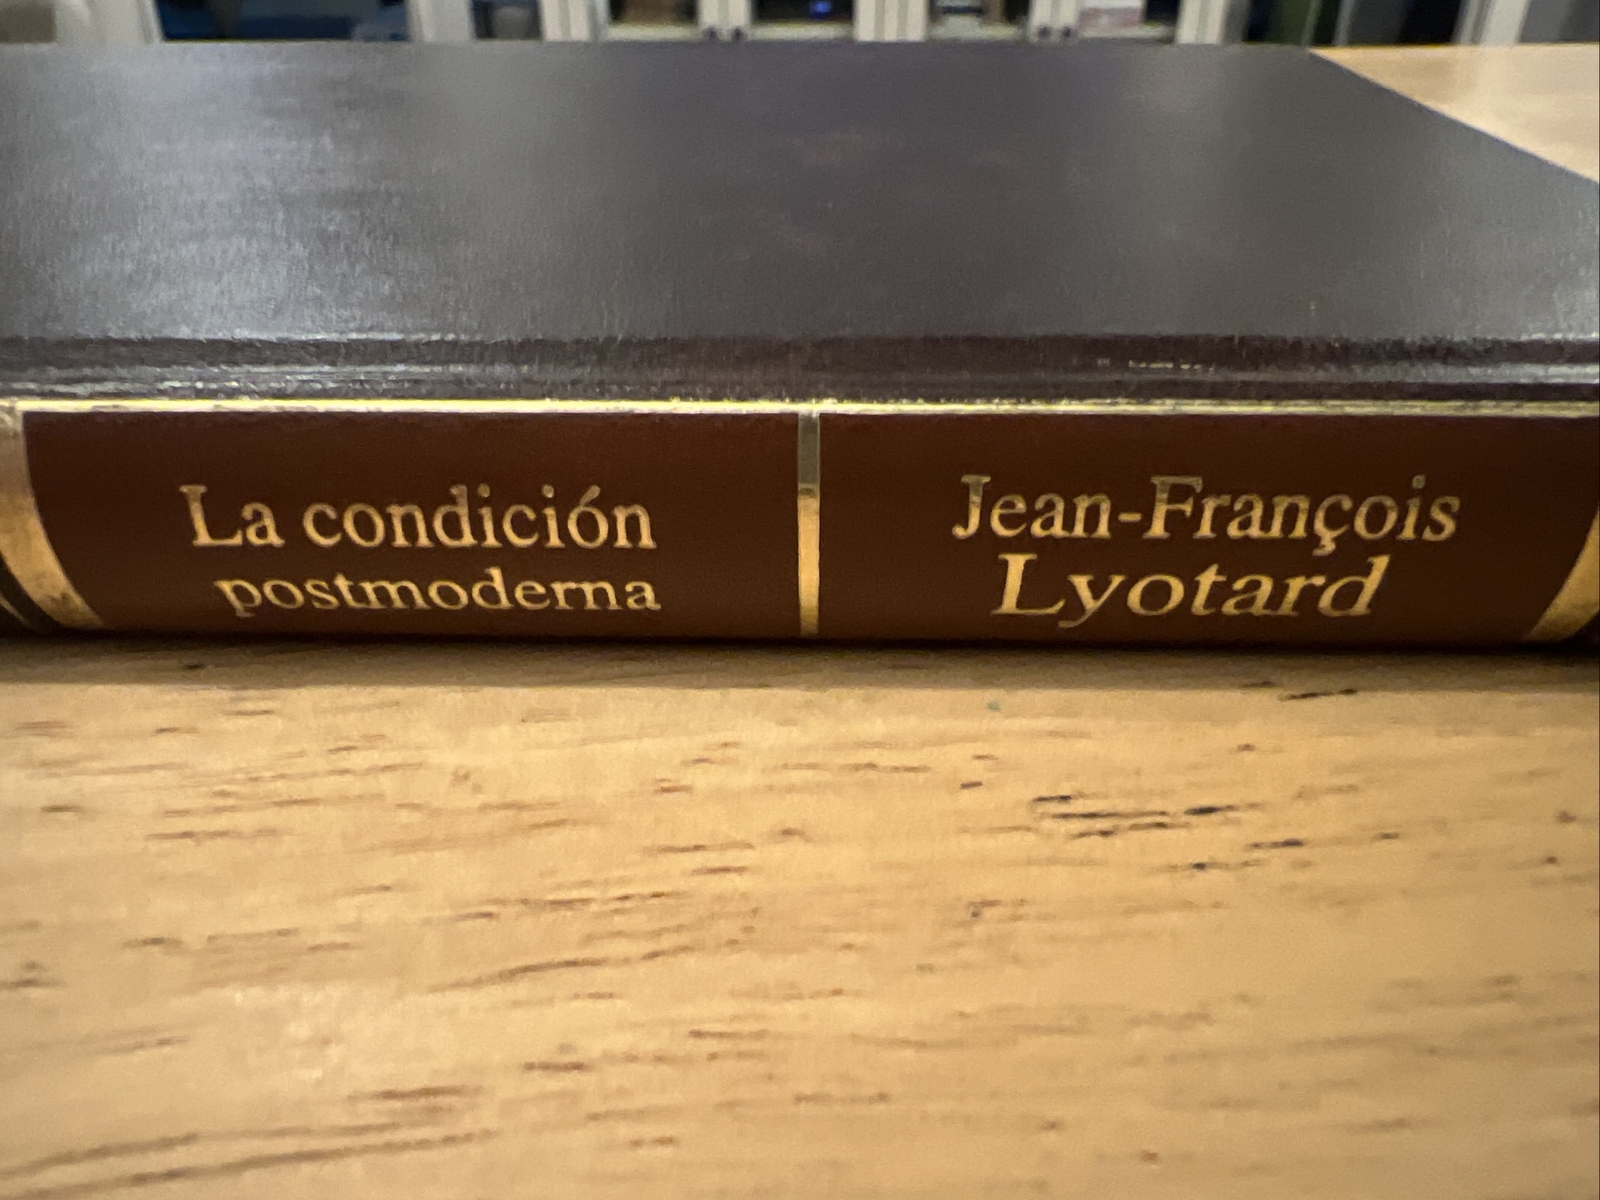 La condición
postmoderna
Jean-François
Lyotard